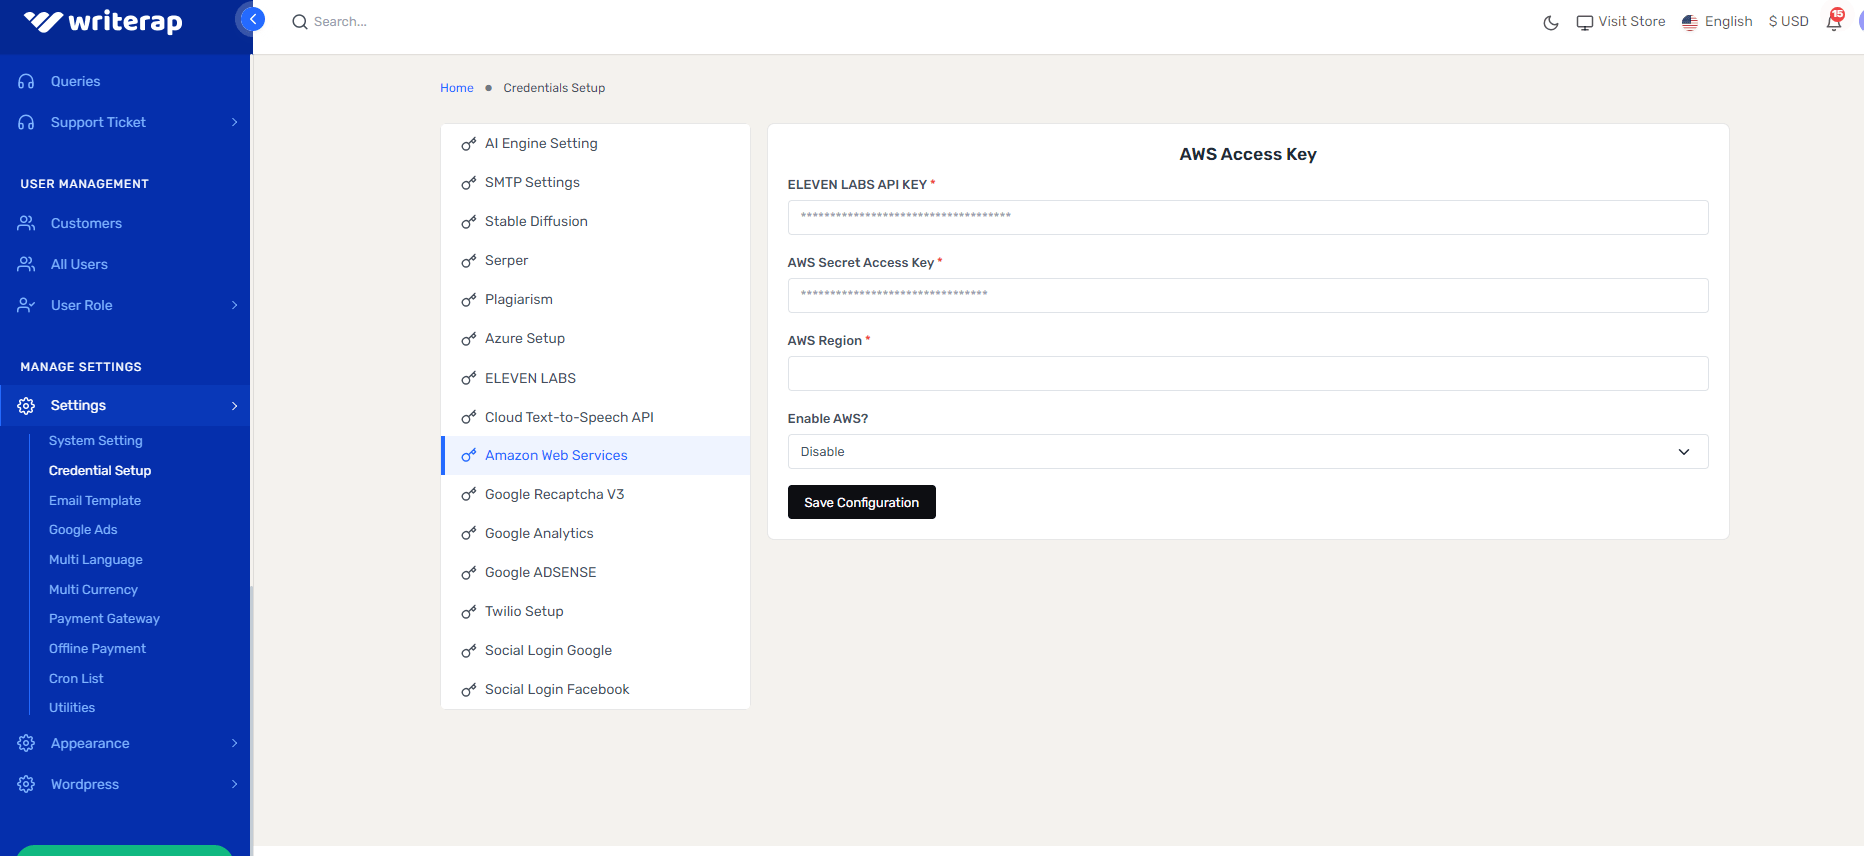 writerap
Search...
Visit Store
English
$ USD
15
Queries
Support Ticket
USER MANAGEMENT
Customers
All Users
User Role
MANAGE SETTINGS
Settings
System Setting
Credential Setup
Email Template
Google Ads
Multi Language
Multi Currency
Payment Gateway
Offline Payment
Cron List
Utilities
Appearance
Wordpress
Home
Credentials Setup
AI Engine Setting
SMTP Settings
Stable Diffusion
Serper
Plagiarism
Azure Setup
ELEVEN LABS
Cloud Text-to-Speech API
Amazon Web Services
Google Recaptcha V3
Google Analytics
Google ADSENSE
Twilio Setup
Social Login Google
Social Login Facebook
AWS Access Key
ELEVEN LABS API KEY *
************************************
AWS Secret Access Key *
********************************
AWS Region *
Enable AWS?
Disable
Save Configuration